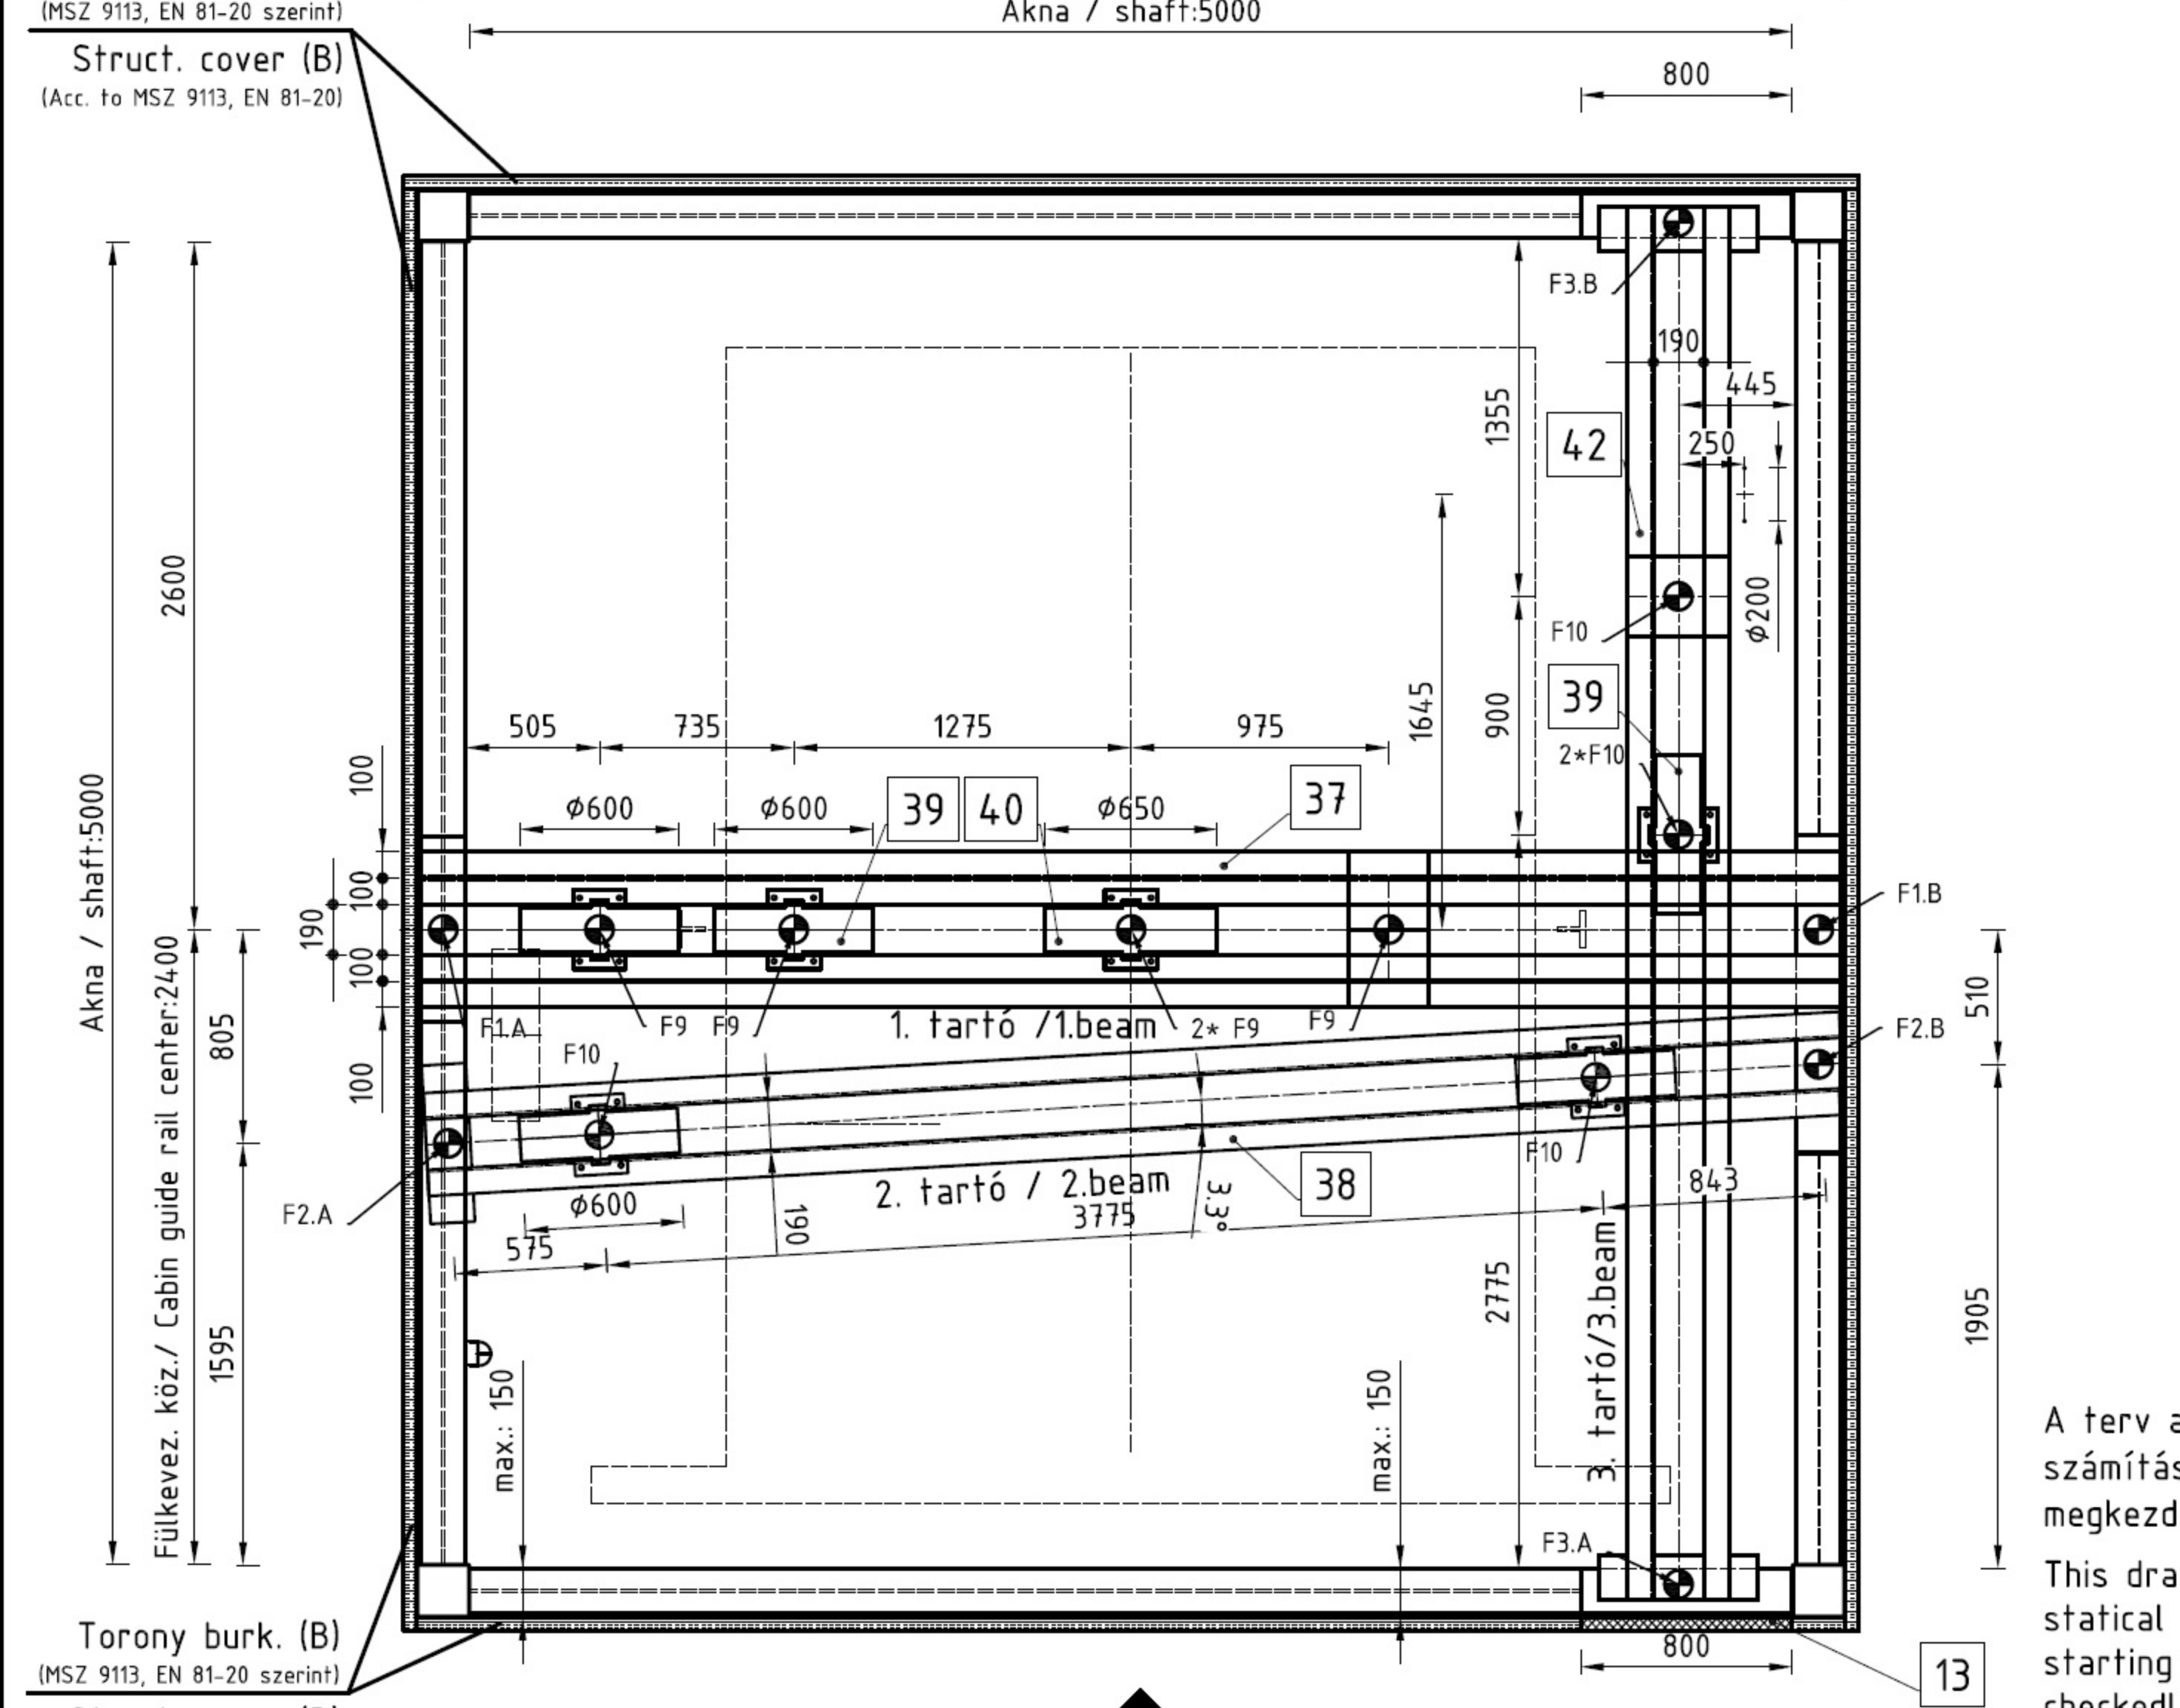 (MSZ 9113, EN 81-20 szerint)
Struct. cover (B)
(Acc. to MSZ 9113, EN 81-20)
Akna / shaft:5000
800
F3.B
190
445
250
42
1355
2600
F10
Ø200
39
1645
900
2*F10
505
735
1275
975
100
Ø600
Ø600
39
40
Ø650
37
Akna / shaft:5000
100
190
100
100
F1.B
510
F2.B
F1.A
F9
F9
1. tartó /1.beam
2* F9
F9
F10
805
Fülkevez. köz./ Cabin guide rail center:2400
F10
843
2. tartó / 2.beam
38
F2.A
Ø600
190
3775
3.3°
575
2775
3. tartó/3.beam
1905
1595
max.: 150
max.: 150
F3.A
A terv a
számítás
megkezd
This dra
statical
starting
Torony burk. (B)
(MSZ 9113, EN 81-20 szerint)
800
13